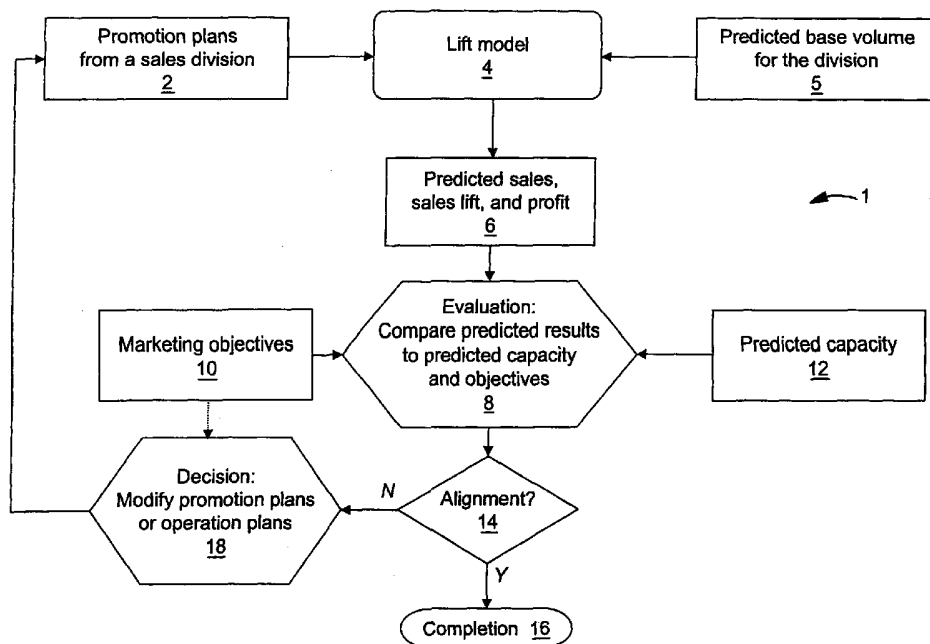 Promotion plans
from a sales division
2
Lift model
4
Predicted base volume
for the division
5
Predicted sales,
sales lift, and profit
6
1
Marketing objectives
10
Evaluation:
Compare predicted results
to predicted capacity
and objectives
8
Predicted capacity
12
Decision:
Modify promotion plans
or operation plans
18
N
Alignment?
14
Y
Completion 16